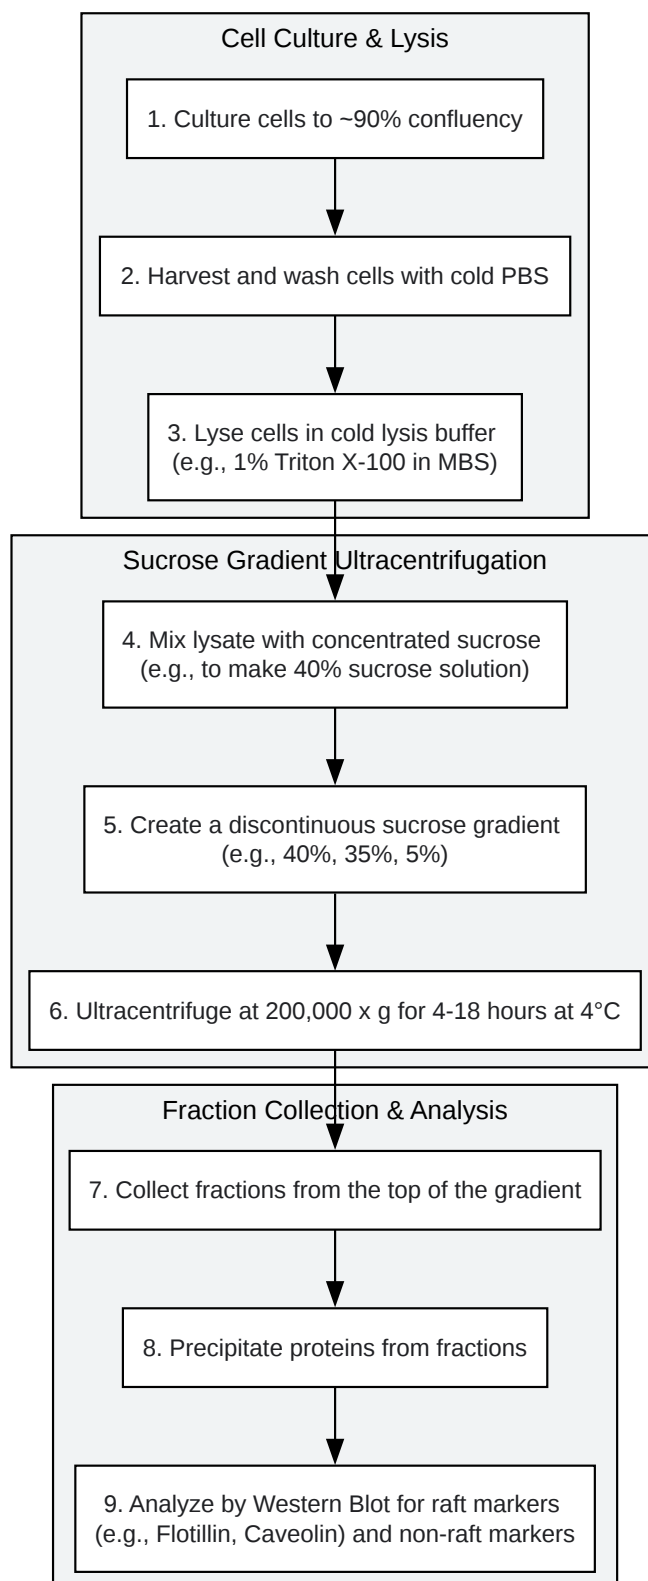 Cell Culture & Lysis
1. Culture cells to ~90% confluency
2. Harvest and wash cells with cold PBS
3. Lyse cells in cold lysis buffer
(e.g., 1% Triton X-100 in MBS)
Sucrose Gradient Ultracentrifugation
4. Mix lysate with concentrated sucrose
(e.g., to make 40% sucrose solution)
5. Create a discontinuous sucrose gradient
(e.g., 40%, 35%, 5%)
6. Ultracentrifuge at 200,000 x g for 4-18 hours at 4°C
Fraction Collection & Analysis
7. Collect fractions from the top of the gradient
8. Precipitate proteins from fractions
9. Analyze by Western Blot for raft markers
(e.g., Flotillin, Caveolin) and non-raft markers